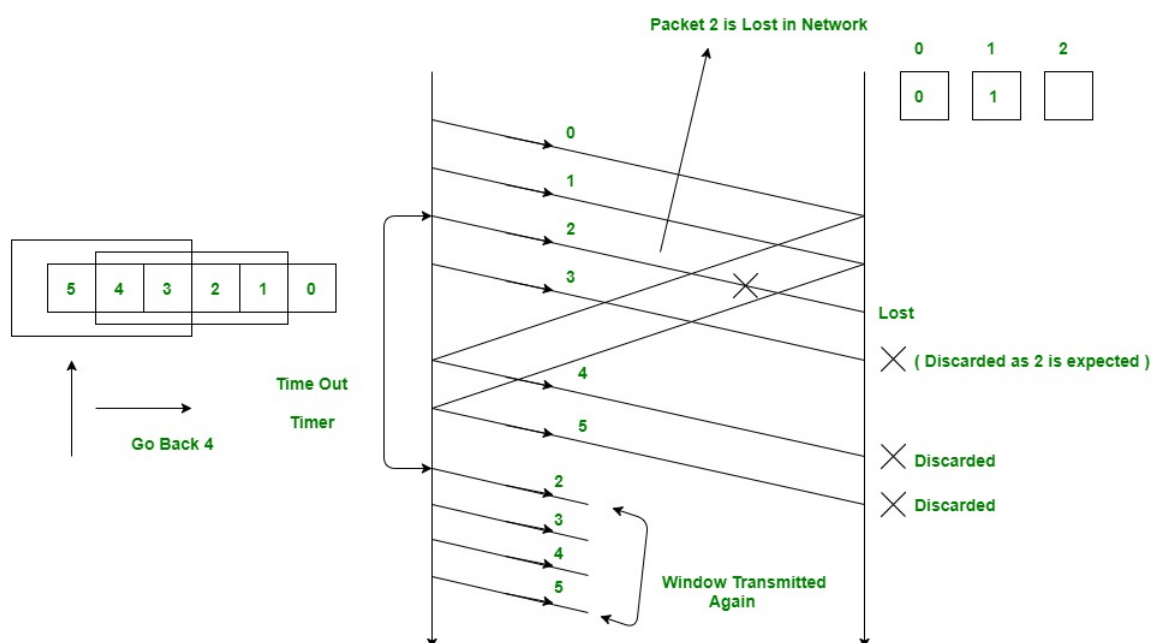 Packet 2 is Lost in Network
0 1 2
0 1
0
1
2
3
Lost
( Discarded as 2 is expected )
5 4 3 2 1 0
Go Back 4
Time Out
Timer
4
5
Discarded
Discarded
2
3
4
5
Window Transmitted
Again